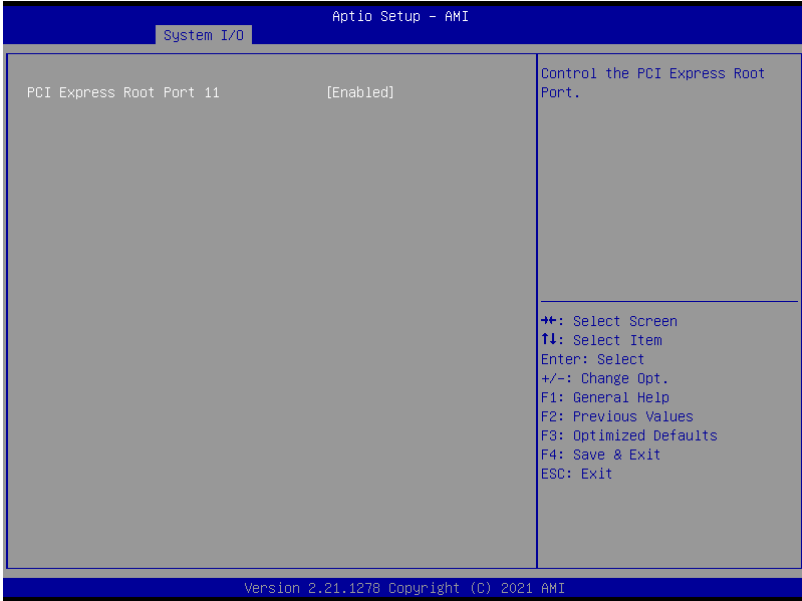 Aptio Setup – AMI
System I/O
PCI Express Root Port 11 [Enabled]
Control the PCI Express Root
Port.
→←: Select Screen
↑↓: Select Item
Enter: Select
+/-: Change Opt.
F1: General Help
F2: Previous Values
F3: Optimized Defaults
F4: Save & Exit
ESC: Exit
Version 2.21.1278 Copyright (C) 2021 AMI